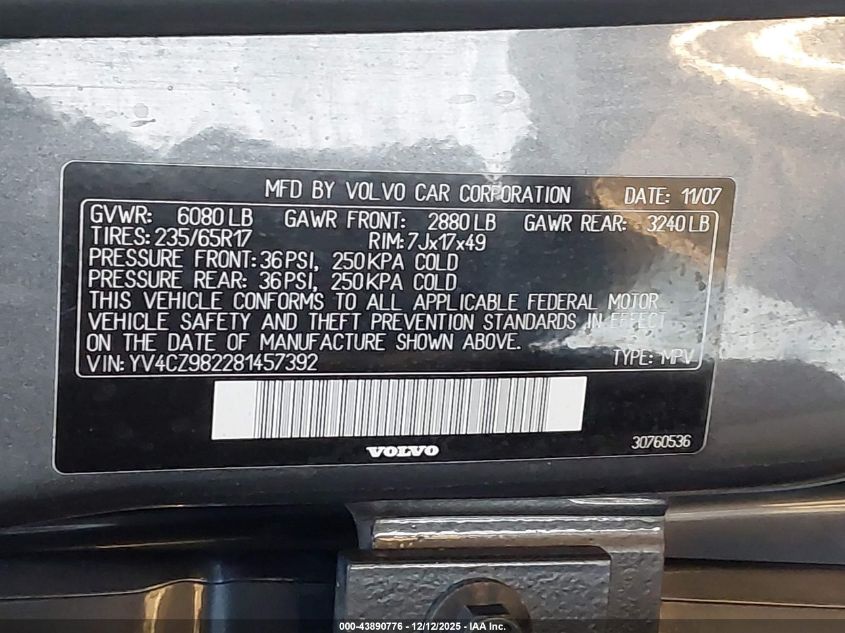 MFD BY VOLVO CAR CORPORATION DATE: 11/07
GVWR: 6080 LB GAWR FRONT: 2880 LB GAWR REAR: 3240 LB
TIRES: 235/65R17 RIM: 7Jx17x49
PRESSURE FRONT: 36 PSI, 250 KPA COLD
PRESSURE REAR: 36 PSI, 250 KPA COLD
THIS VEHICLE CONFORMS TO ALL APPLICABLE FEDERAL MOTOR
VEHICLE SAFETY AND THEFT PREVENTION STANDARDS IN EFFECT
ON THE DATE OF MANUFACTURE SHOWN ABOVE.
VIN: YV4CZ982281457392 TYPE: MPV
VOLVO 30760536
000-43890776 - 12/12/2025 - IAA Inc.